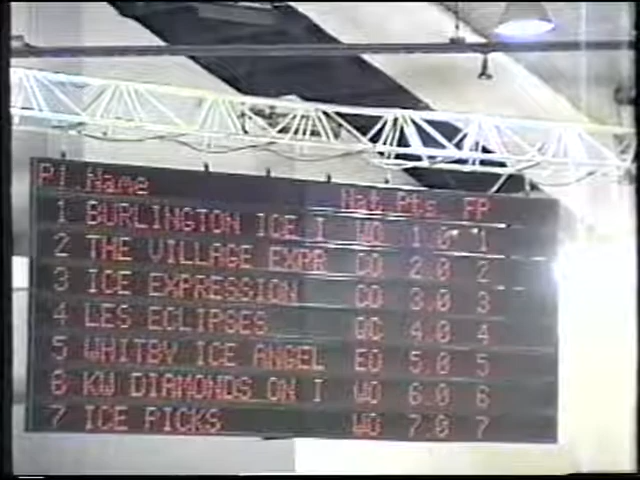 Pl Name Nat Pts FP
1 BURLINGTON ICE I WO 1.0 1
2 THE VILLAGE EXPR CO 2.0 2
3 ICE EXPRESSION CO 3.0 3
4 LES ECLIPSES QC 4.0 4
5 WHITBY ICE ANGEL EO 5.0 5
6 KW DIAMONDS ON I WO 6.0 6
7 ICE PICKS WO 7.0 7